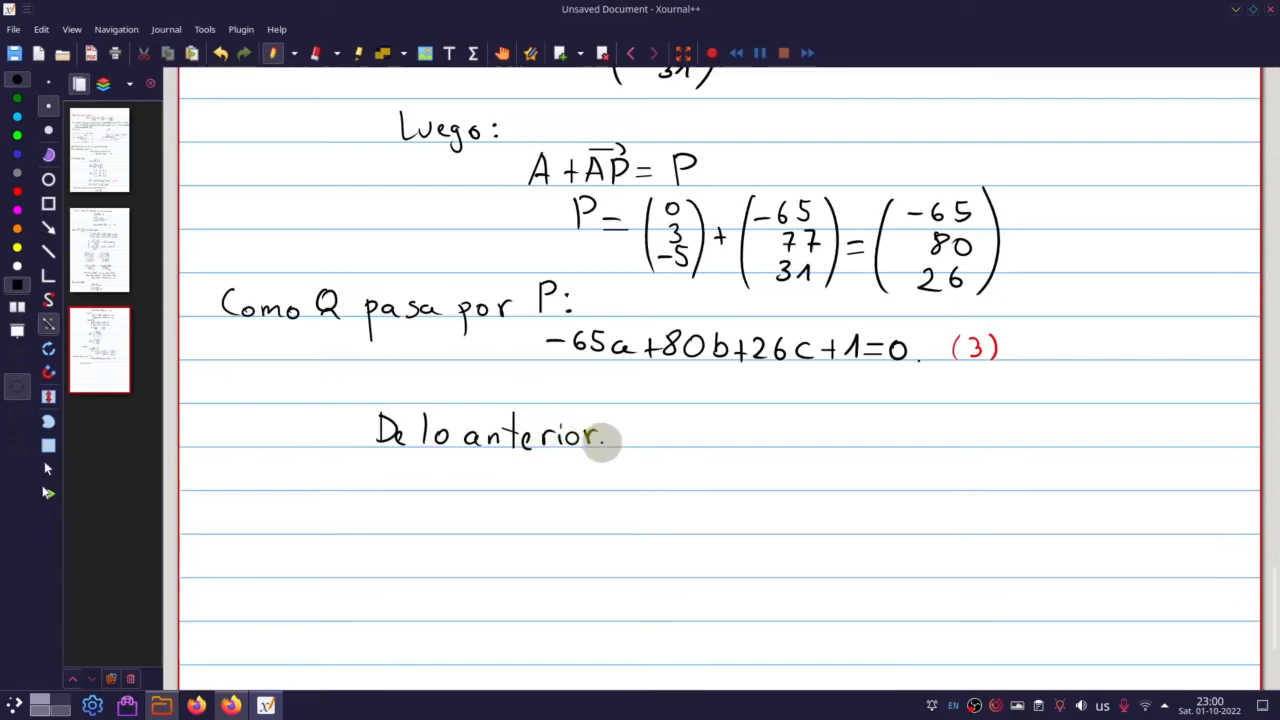 Unsaved Document - Xournal++
File Edit View Navigation Journal Tools Plugin Help
31
Luego:
A + AP = P
P = (0 3 -5) + (-65 77 31) = (-65 80 26)
Como Q pasa por P:
-65a+80b+26c+1=0. (3)
De lo anterior.
EN us 23:00
Sat. 01-10-2022